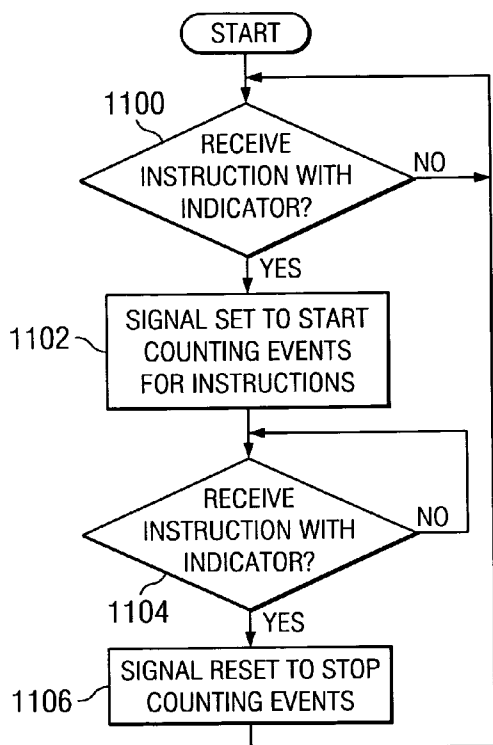 START
1100
RECEIVE
INSTRUCTION WITH
INDICATOR?
NO
YES
1102
SIGNAL SET TO START
COUNTING EVENTS
FOR INSTRUCTIONS
RECEIVE
INSTRUCTION WITH
INDICATOR?
NO
1104
YES
1106
SIGNAL RESET TO STOP
COUNTING EVENTS